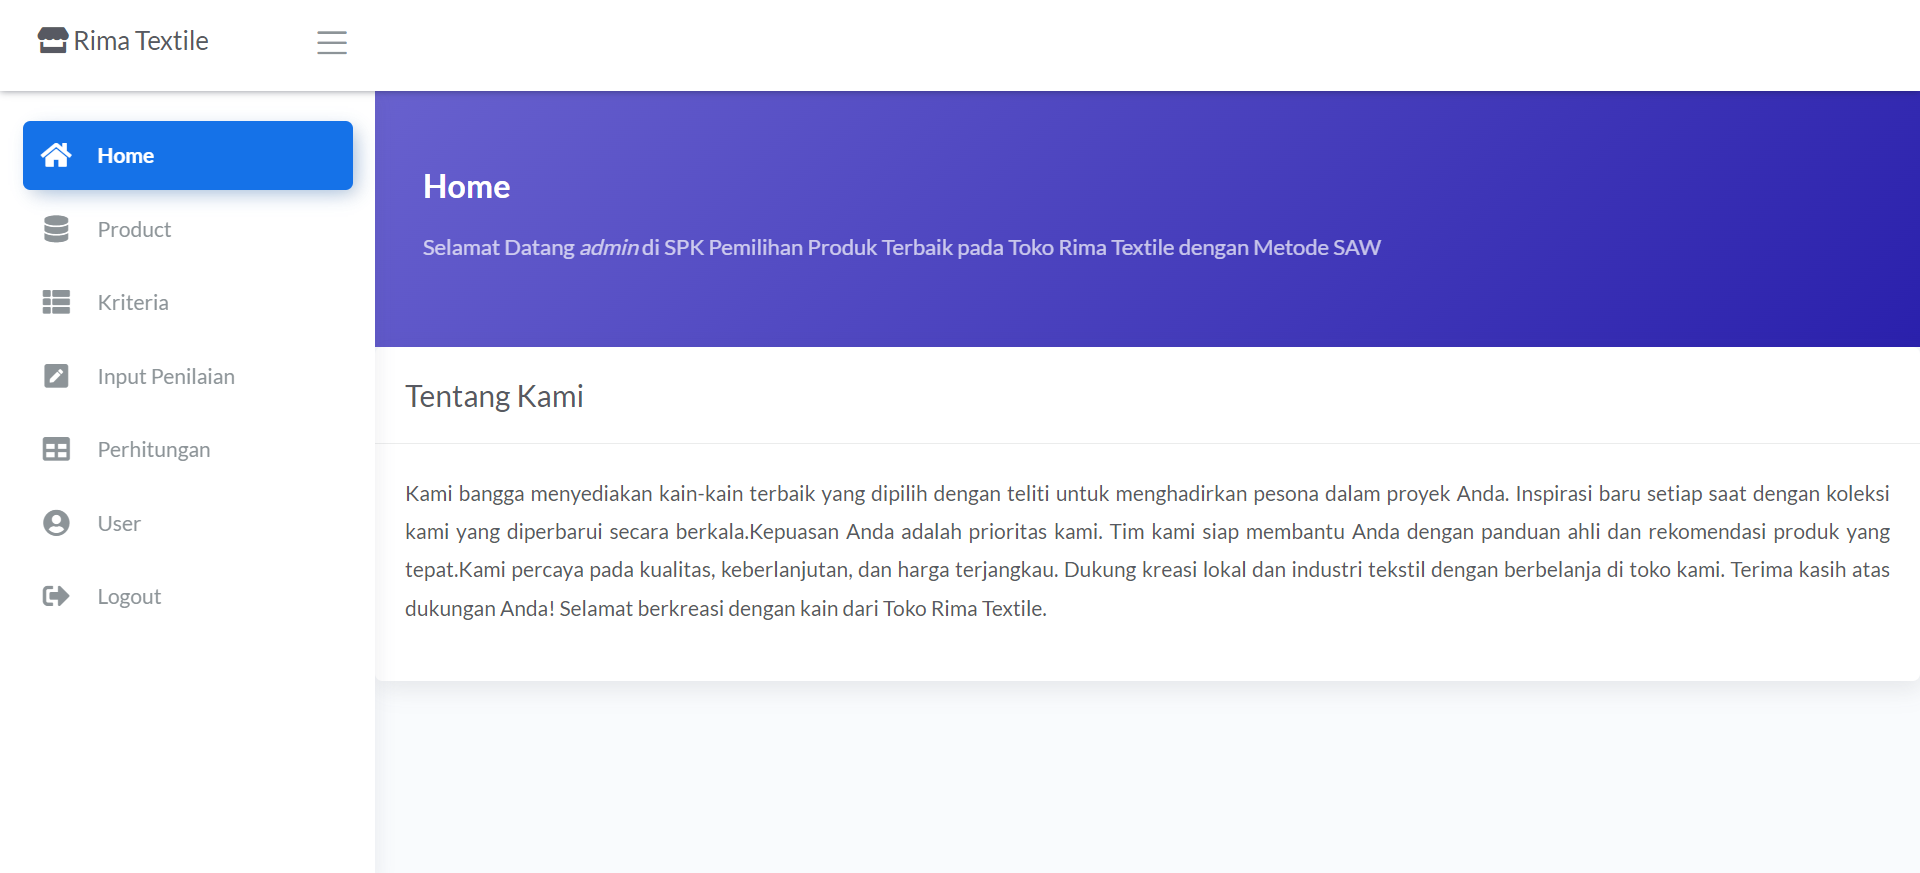 Rima Textile
Home
Product
Kriteria
Input Penilaian
Perhitungan
User
Logout
Home
Selamat Datang admin di SPK Pemilihan Produk Terbaik pada Toko Rima Textile dengan Metode SAW
Tentang Kami
Kami bangga menyediakan kain-kain terbaik yang dipilih dengan teliti untuk menghadirkan pesona dalam proyek Anda. Inspirasi baru setiap saat dengan koleksi
kami yang diperbarui secara berkala.Kepuasan Anda adalah prioritas kami. Tim kami siap membantu Anda dengan panduan ahli dan rekomendasi produk yang
tepat.Kami percaya pada kualitas, keberlanjutan, dan harga terjangkau. Dukung kreasi lokal dan industri tekstil dengan berbelanja di toko kami. Terima kasih atas
dukungan Anda! Selamat berkreasi dengan kain dari Toko Rima Textile.